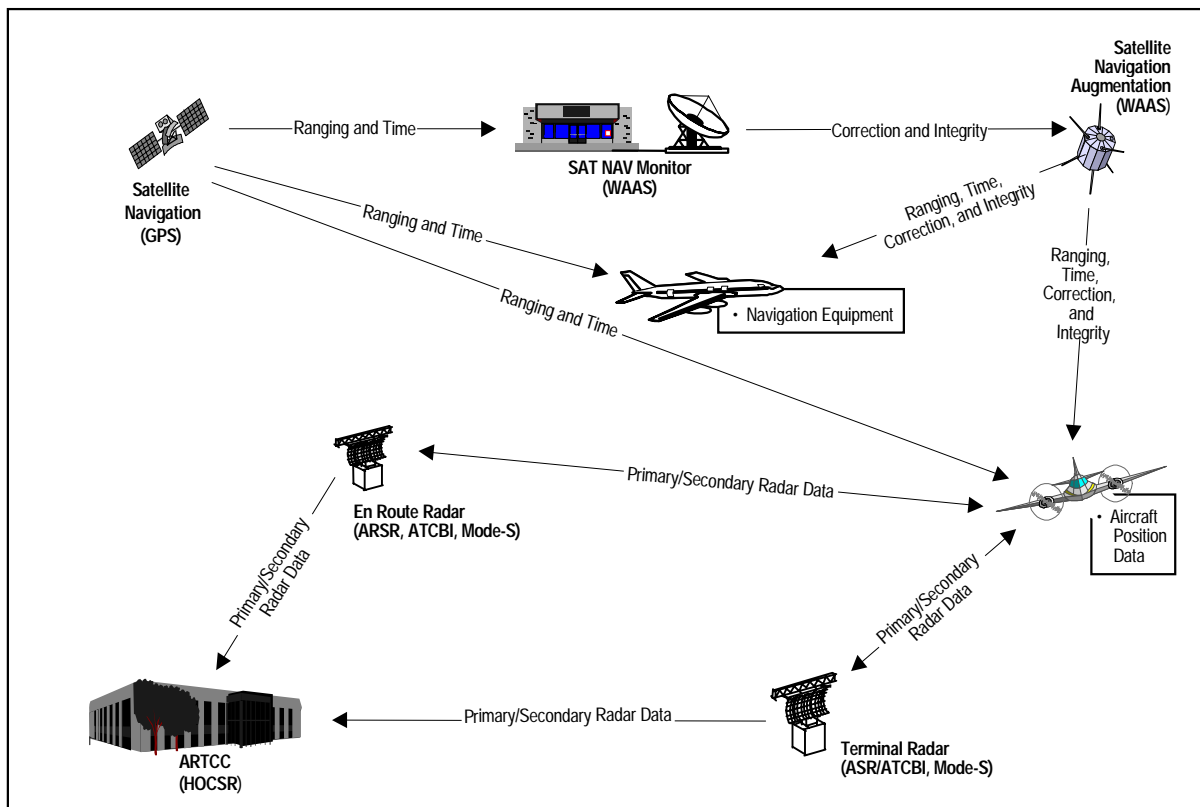 Satellite
Navigation
Augmentation
(WAAS)
Ranging and Time
Correction and Integrity
SAT NAV Monitor
(WAAS)
Satellite
Navigation
(GPS)
Ranging and Time
Ranging, Time,
Correction, and Integrity
Ranging,
Time,
Correction,
and
Integrity
Ranging and Time
• Navigation Equipment
Primary/Secondary Radar Data
En Route Radar
(ARSR, ATCBI, Mode-S)
• Aircraft
Position
Data
Primary/Secondary
Radar Data
Primary/Secondary
Radar Data
Primary/Secondary Radar Data
Terminal Radar
(ASR/ATCBI, Mode-S)
ARTCC
(HOCSR)